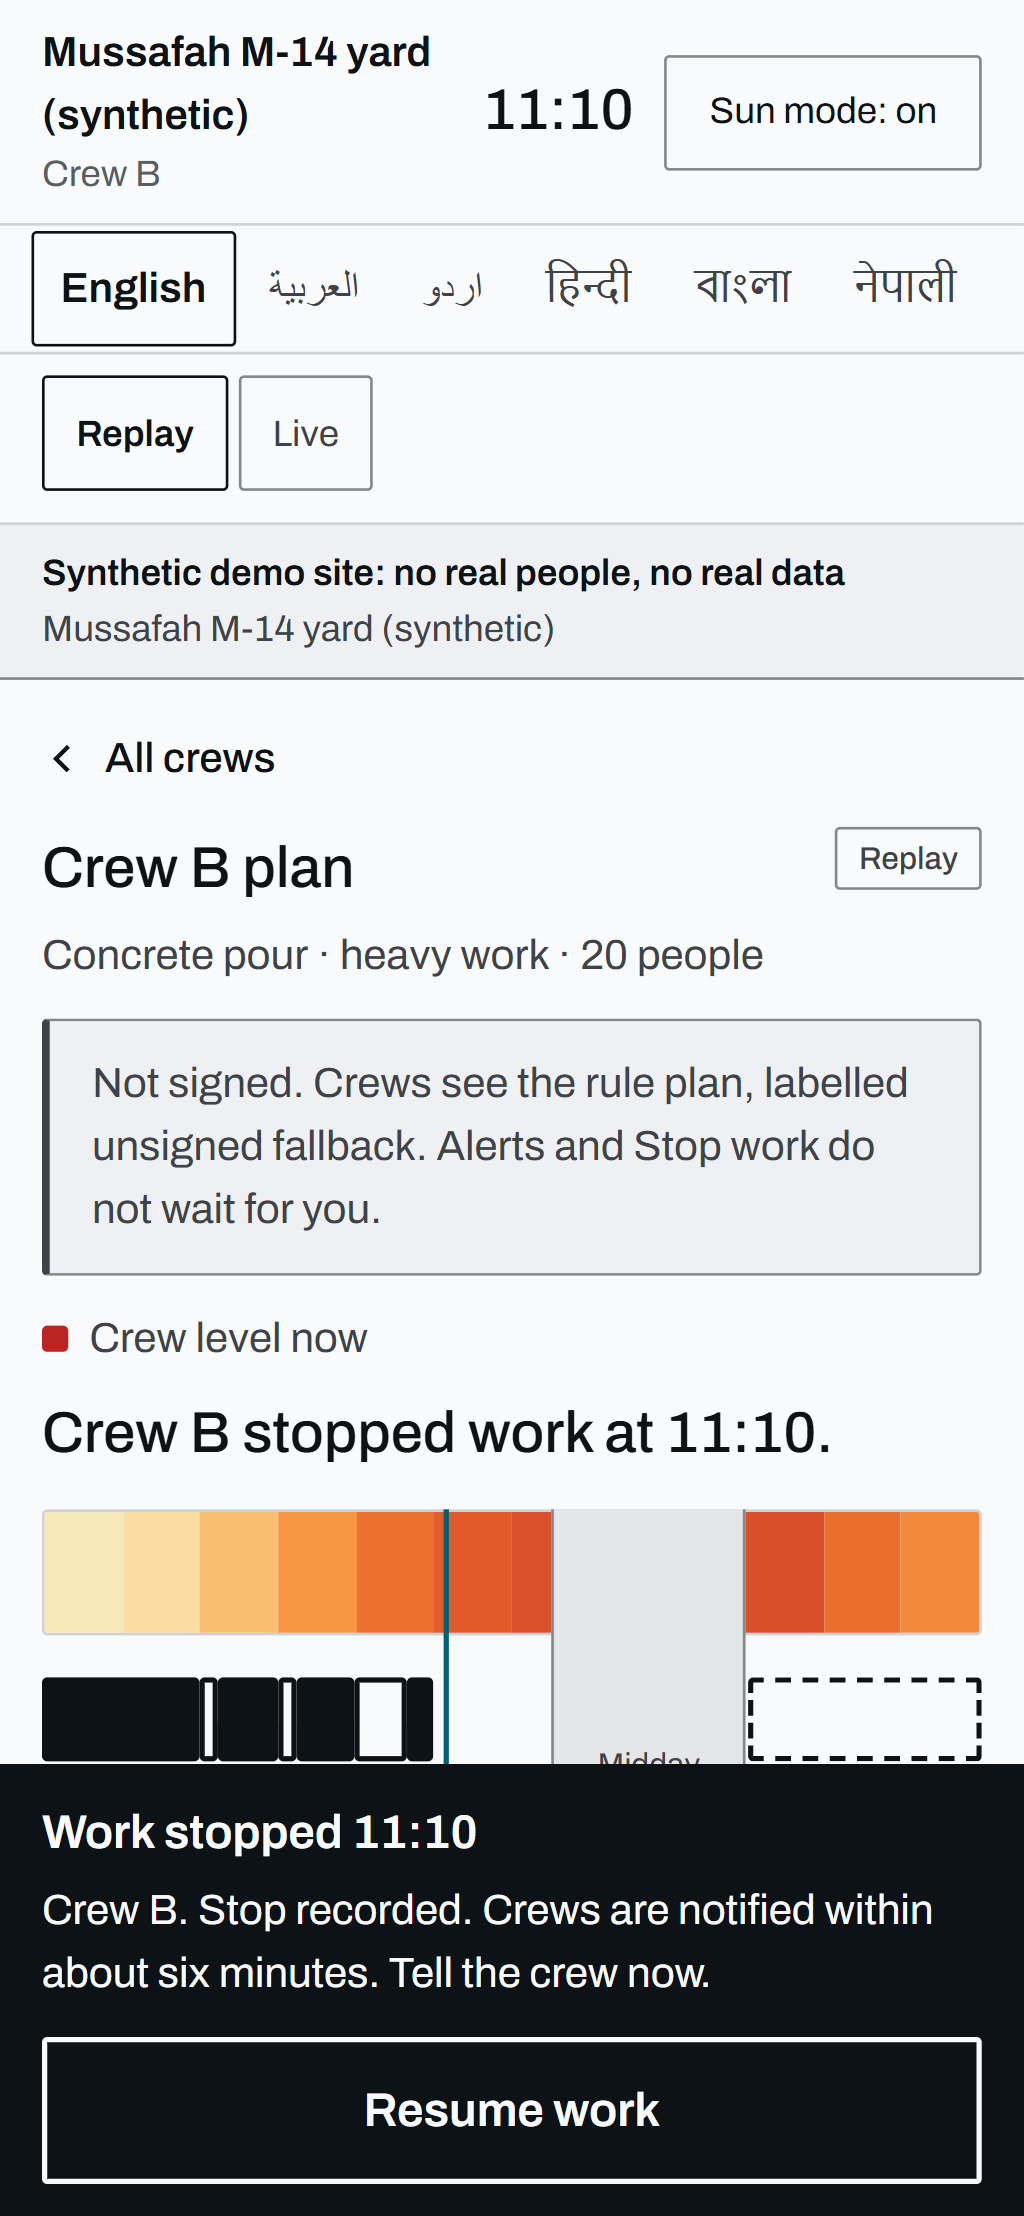 Mussafah M-14 yard
(synthetic)
Crew B
11:10
Sun mode: on
English
العربية
اردو
हिन्दी
বাংলা
नेपाली
Replay
Live
Synthetic demo site: no real people, no real data
Mussafah M-14 yard (synthetic)
All crews
Crew B plan
Replay
Concrete pour · heavy work · 20 people
Not signed. Crews see the rule plan, labelled
unsigned fallback. Alerts and Stop work do
not wait for you.
Crew level now
Crew B stopped work at 11:10.
Midday
Work stopped 11:10
Crew B. Stop recorded. Crews are notified within
about six minutes. Tell the crew now.
Resume work